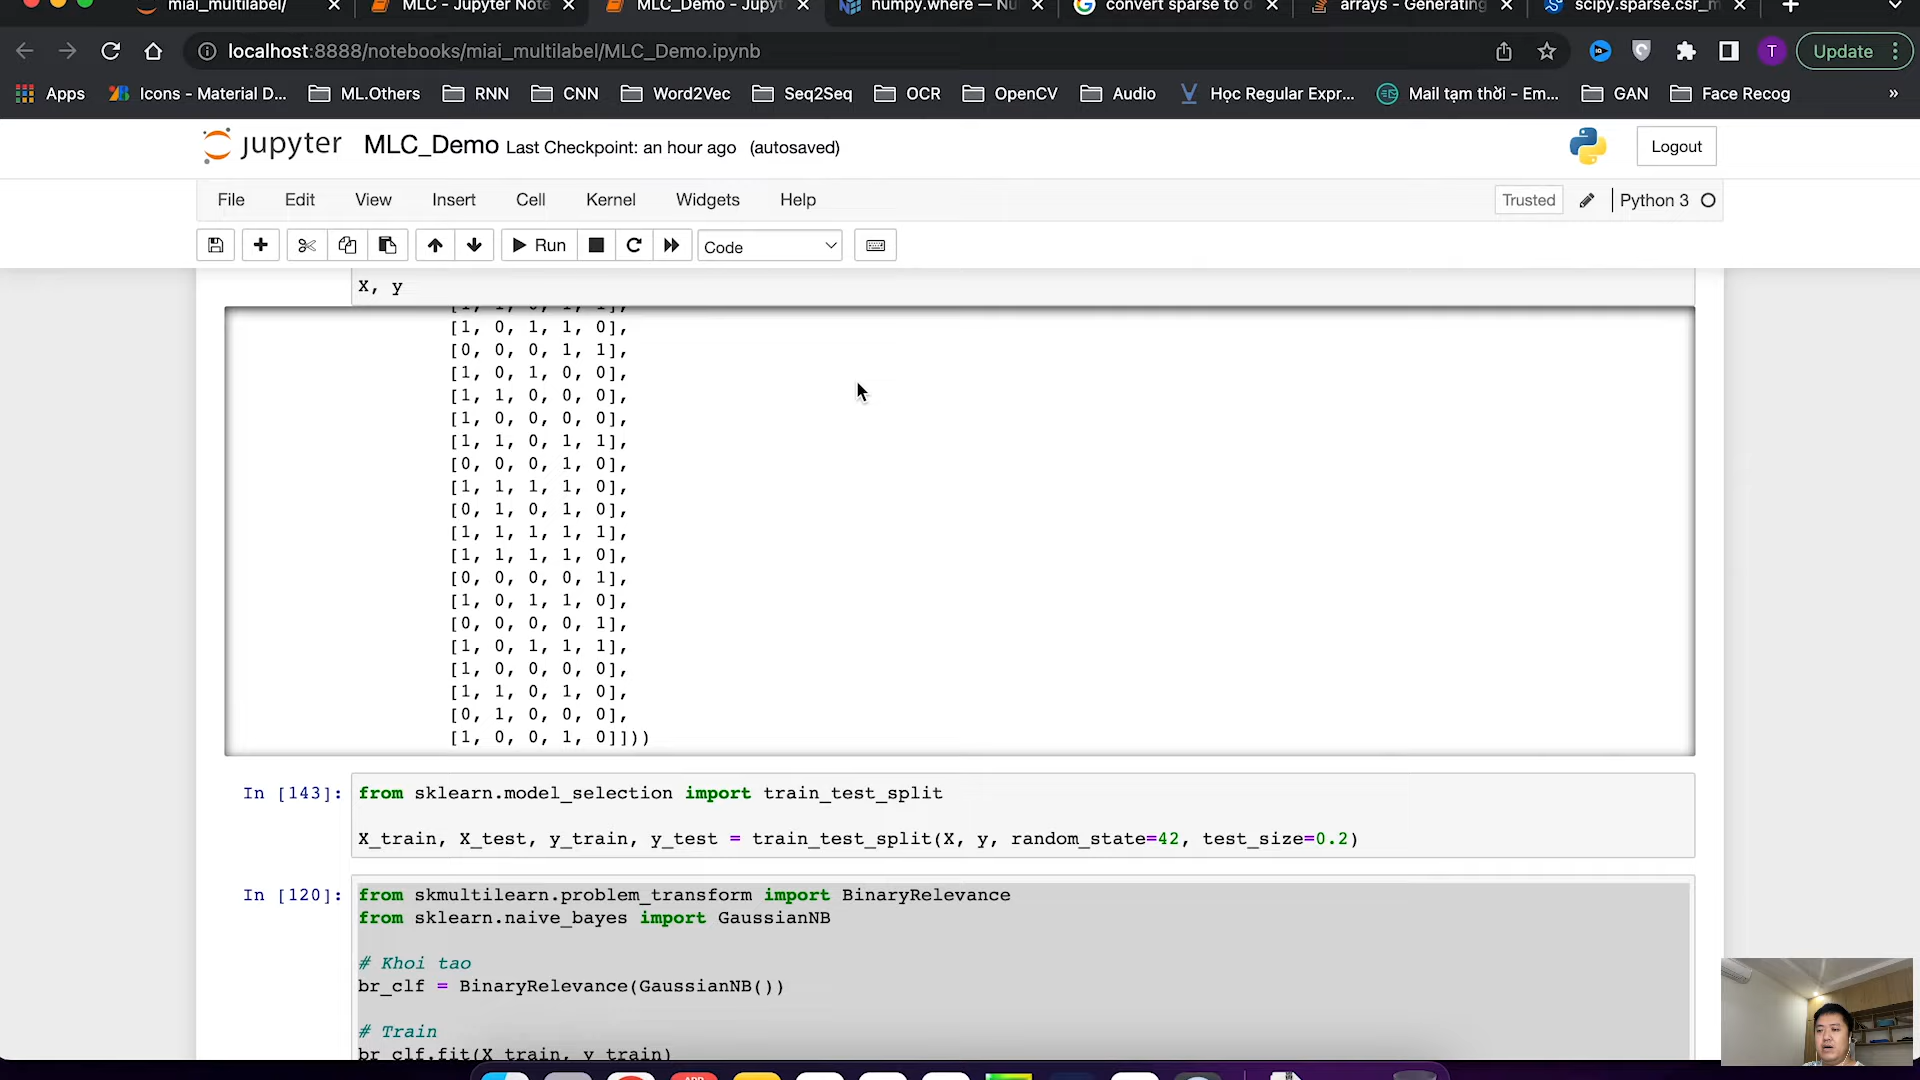 miai_multilabel/
MLC - Jupyter Note
MLC_Demo - Jupyt
numpy.where — Nu
convert sparse to d
arrays - Generating
scipy.sparse.csr_m
localhost:8888/notebooks/miai_multilabel/MLC_Demo.ipynb
T
Update
Apps
Icons - Material D...
ML.Others
RNN
CNN
Word2Vec
Seq2Seq
OCR
OpenCV
Audio
Học Regular Expr...
Mail tạm thời - Em...
GAN
Face Recog
»
jupyter MLC_Demo Last Checkpoint: an hour ago (autosaved)
Logout
File Edit View Insert Cell Kernel Widgets Help
Trusted
Python 3
Run
Code
X, y
[1, 1, 0, 1, 1],
[1, 0, 1, 1, 0],
[0, 0, 0, 1, 1],
[1, 0, 1, 0, 0],
[1, 1, 0, 0, 0],
[1, 0, 0, 0, 0],
[1, 1, 0, 1, 1],
[0, 0, 0, 1, 0],
[1, 1, 1, 1, 0],
[0, 1, 0, 1, 0],
[1, 1, 1, 1, 1],
[1, 1, 1, 1, 0],
[0, 0, 0, 0, 1],
[1, 0, 1, 1, 0],
[0, 0, 0, 0, 1],
[1, 0, 1, 1, 1],
[1, 0, 0, 0, 0],
[1, 1, 0, 1, 0],
[0, 1, 0, 0, 0],
[1, 0, 0, 1, 0]]))
In [143]: from sklearn.model_selection import train_test_split
X_train, X_test, y_train, y_test = train_test_split(X, y, random_state=42, test_size=0.2)
In [120]: from skmultilearn.problem_transform import BinaryRelevance
from sklearn.naive_bayes import GaussianNB
# Khoi tao
br_clf = BinaryRelevance(GaussianNB())
# Train
br_clf.fit(X_train, y_train)